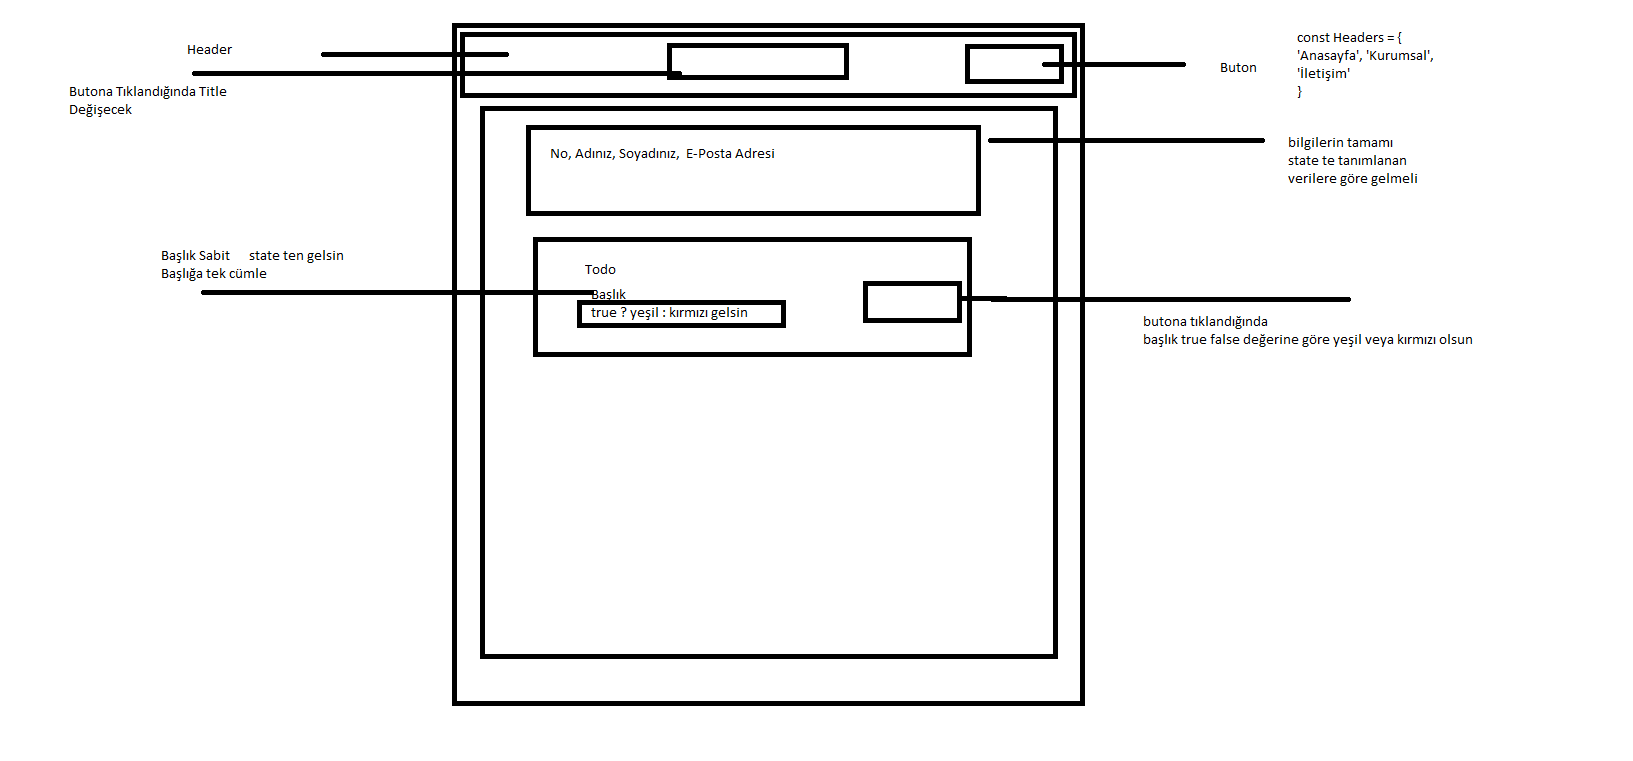 Header
Butona Tıklandığında Title
Değişecek
Buton
const Headers = {
'Anasayfa', 'Kurumsal',
'İletişim'
}
No, Adınız, Soyadınız, E-Posta Adresi
bilgilerin tamamı
state te tanımlanan
verilere göre gelmeli
Başlık Sabit state ten gelsin
Başlığa tek cümle
Todo
Başlık
true ? yeşil : kırmızı gelsin
butona tıklandığında
başlık true false değerine göre yeşil veya kırmızı olsun